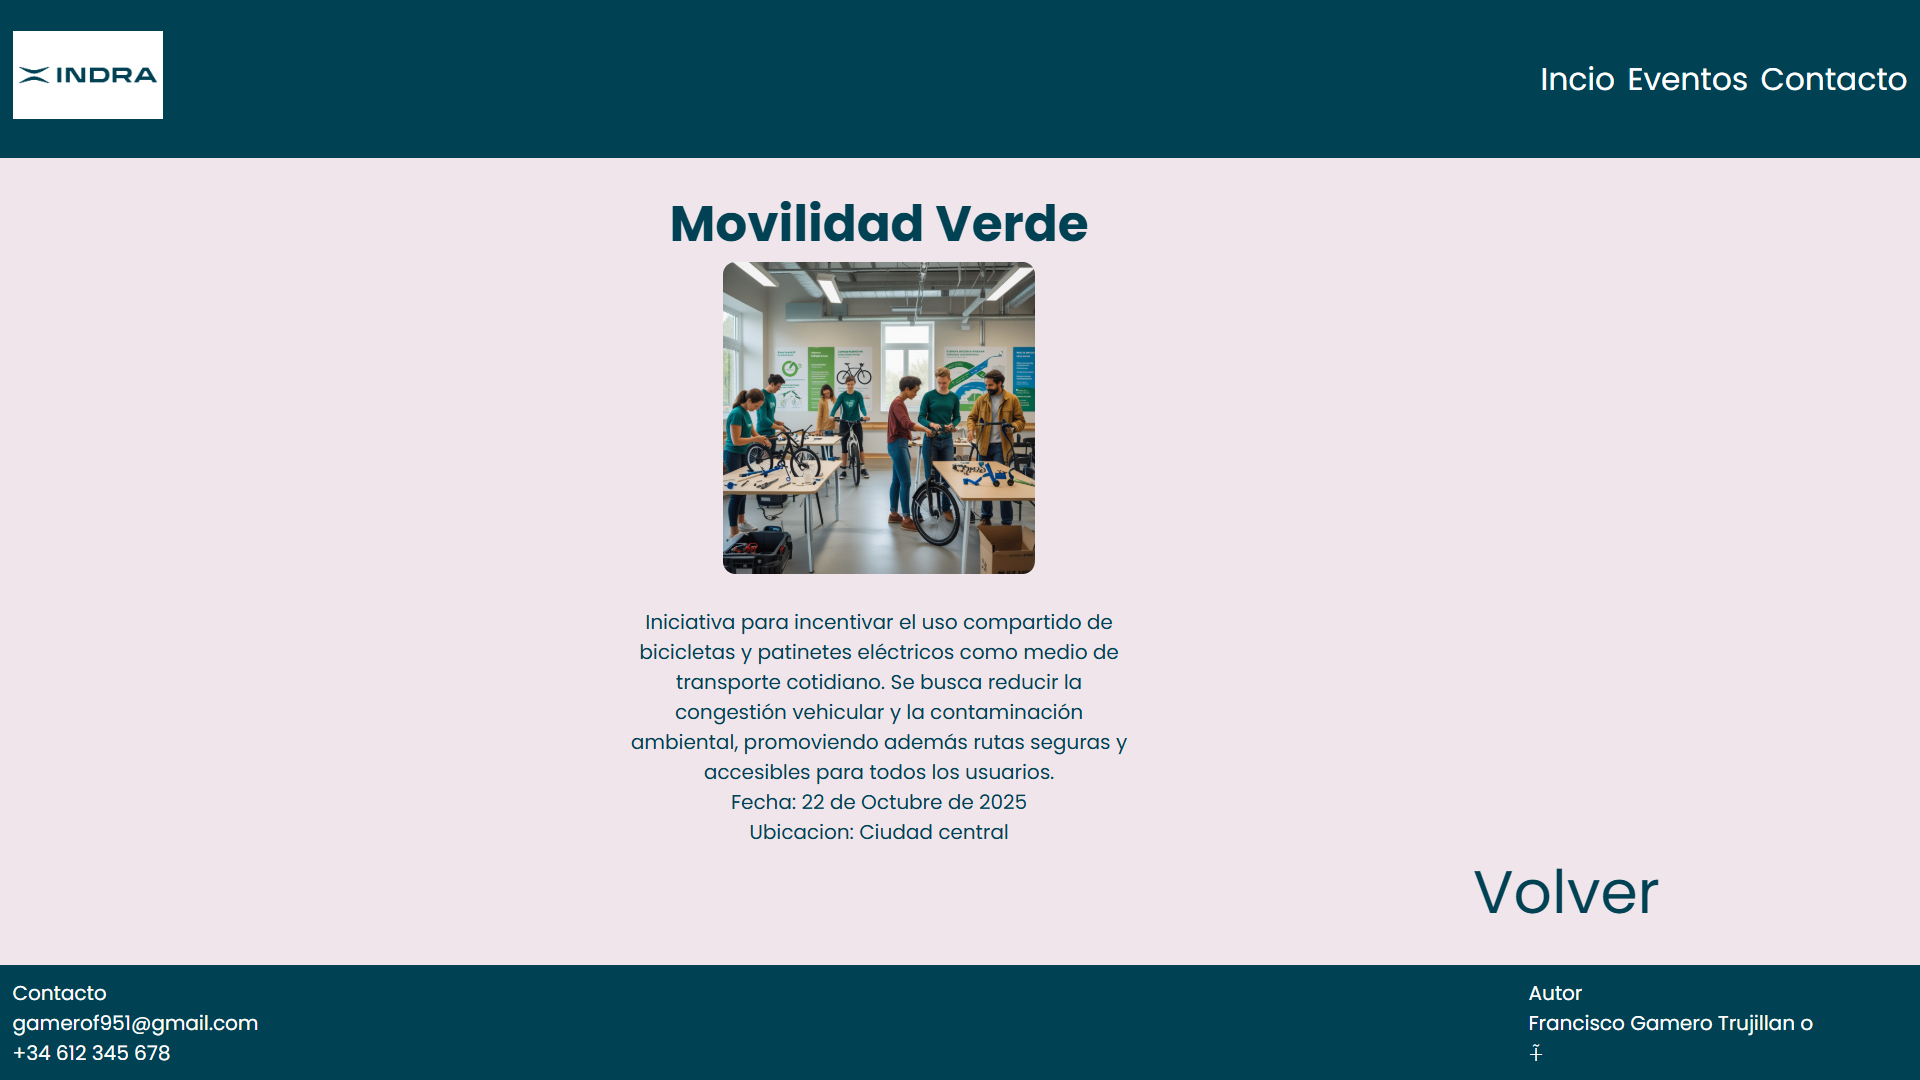 INDRA
Incio Eventos Contacto
Movilidad Verde
Iniciativa para incentivar el uso compartido de
bicicletas y patinetes eléctricos como medio de
transporte cotidiano. Se busca reducir la
congestión vehicular y la contaminación
ambiental, promoviendo además rutas seguras y
accesibles para todos los usuarios.
Fecha: 22 de Octubre de 2025
Ubicacion: Ciudad central
Volver
Contacto
gamerof951@gmail.com
+34 612 345 678
Autor
Francisco Gamero Trujillan o